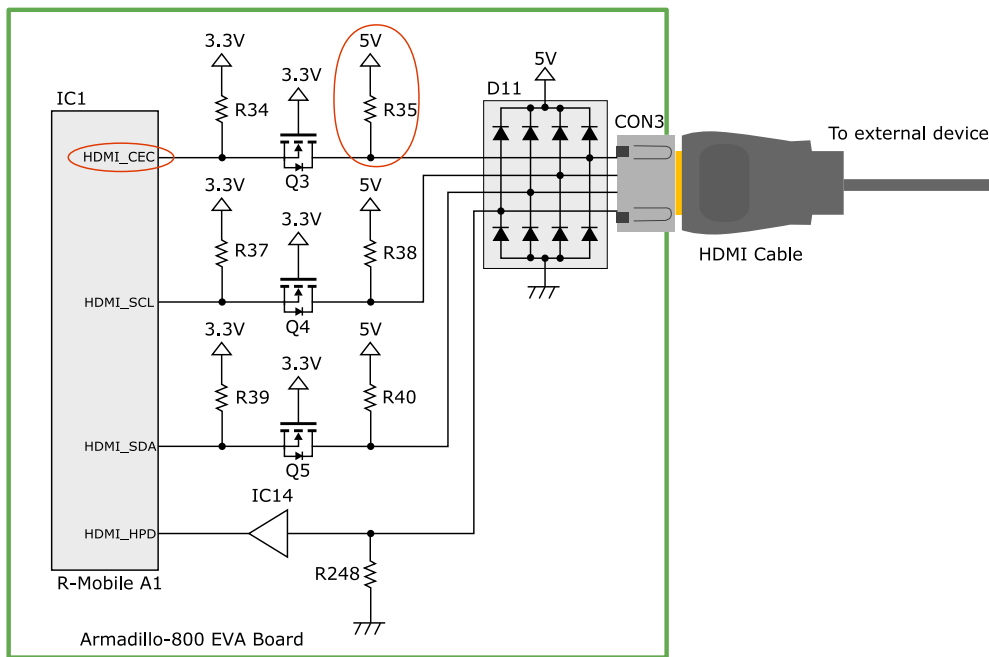 3.3V
5V
3.3V
5V
IC1
R34
R35
D11
CON3
To external device
HDMI_CEC
Q3
3.3V
5V
3.3V
R37
R38
HDMI Cable
HDMI_SCL
Q4
3.3V
5V
3.3V
R39
R40
HDMI_SDA
Q5
IC14
HDMI_HPD
R248
R-Mobile A1
Armadillo-800 EVA Board